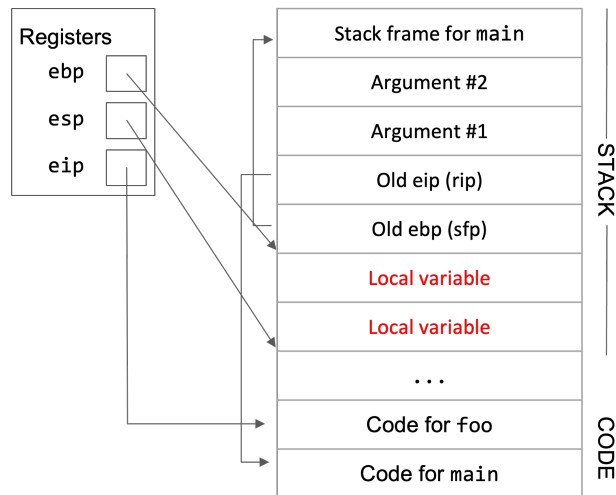 Registers
ebp
esp
eip
Stack frame for main
Argument #2
Argument #1
Old eip (rip)
Old ebp (sfp)
Local variable
Local variable
...
Code for foo
Code for main
STACK
CODE